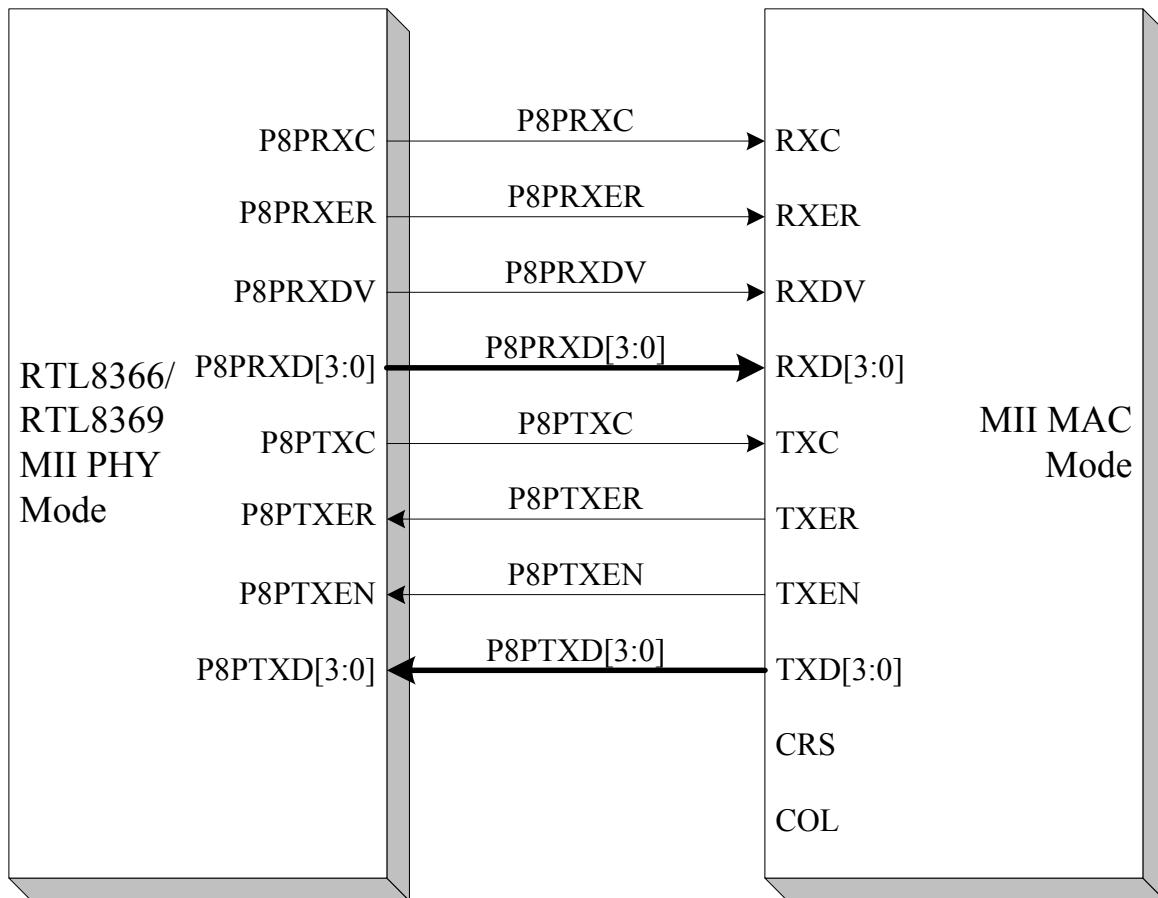 P8PRXC P8PRXC RXC
P8PRXER P8PRXER RXER
P8PRXDV P8PRXDV RXDV
P8PRXD[3:0] P8PRXD[3:0] RXD[3:0]
P8PTXC P8PTXC TXC
P8PTXER P8PTXER TXER
P8PTXEN P8PTXEN TXEN
P8PTXD[3:0] P8PTXD[3:0] TXD[3:0]
CRS
COL
RTL8366/
RTL8369
MII PHY
Mode
MII MAC
Mode